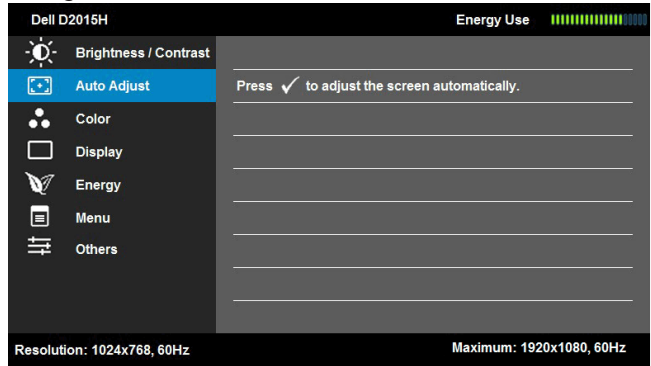 Dell D2015H Energy Use
Brightness / Contrast
Auto Adjust Press ✓ to adjust the screen automatically.
Color
Display
Energy
Menu
Others
Resolution: 1024x768, 60Hz Maximum: 1920x1080, 60Hz